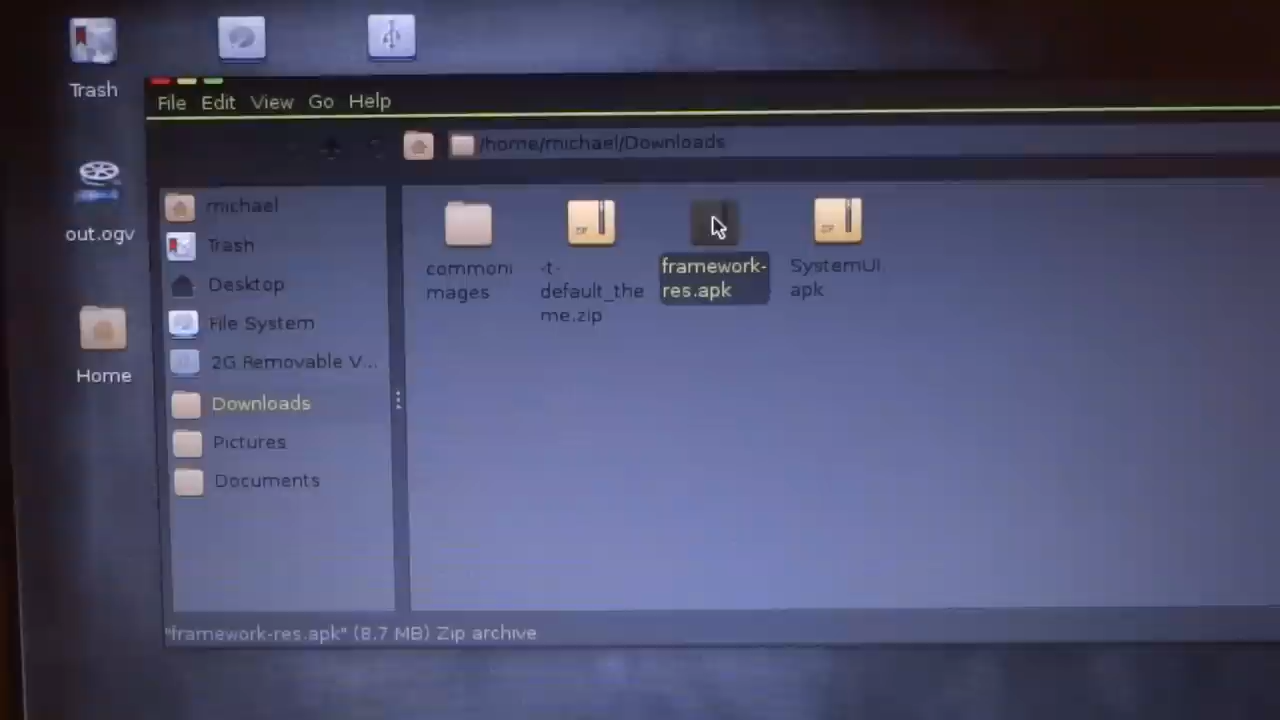 Trash
out.ogv
Home
File Edit View Go Help
/home/michael/Downloads
michael
Trash
Desktop
File System
2G Removable V...
Downloads
Pictures
Documents
commoni
mages
-t-
default_the
me.zip
framework-
res.apk
SystemUI.
apk
"framework-res.apk" (8.7 MB) Zip archive